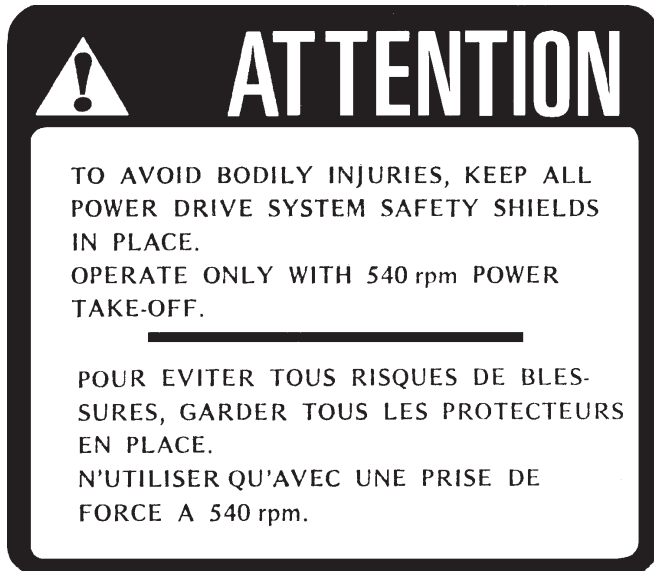 ATTENTION
TO AVOID BODILY INJURIES, KEEP ALL
POWER DRIVE SYSTEM SAFETY SHIELDS
IN PLACE.
OPERATE ONLY WITH 540 rpm POWER
TAKE-OFF.
POUR EVITER TOUS RISQUES DE BLES-
SURES, GARDER TOUS LES PROTECTEURS
EN PLACE.
N'UTILISER QU'AVEC UNE PRISE DE
FORCE A 540 rpm.